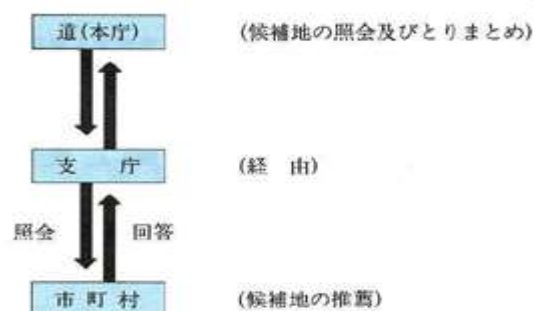 道(本庁) (候補地の照会及びとりまとめ)
支 庁 (経 由)
照会 回答
市 町 村 (候補地の推薦)